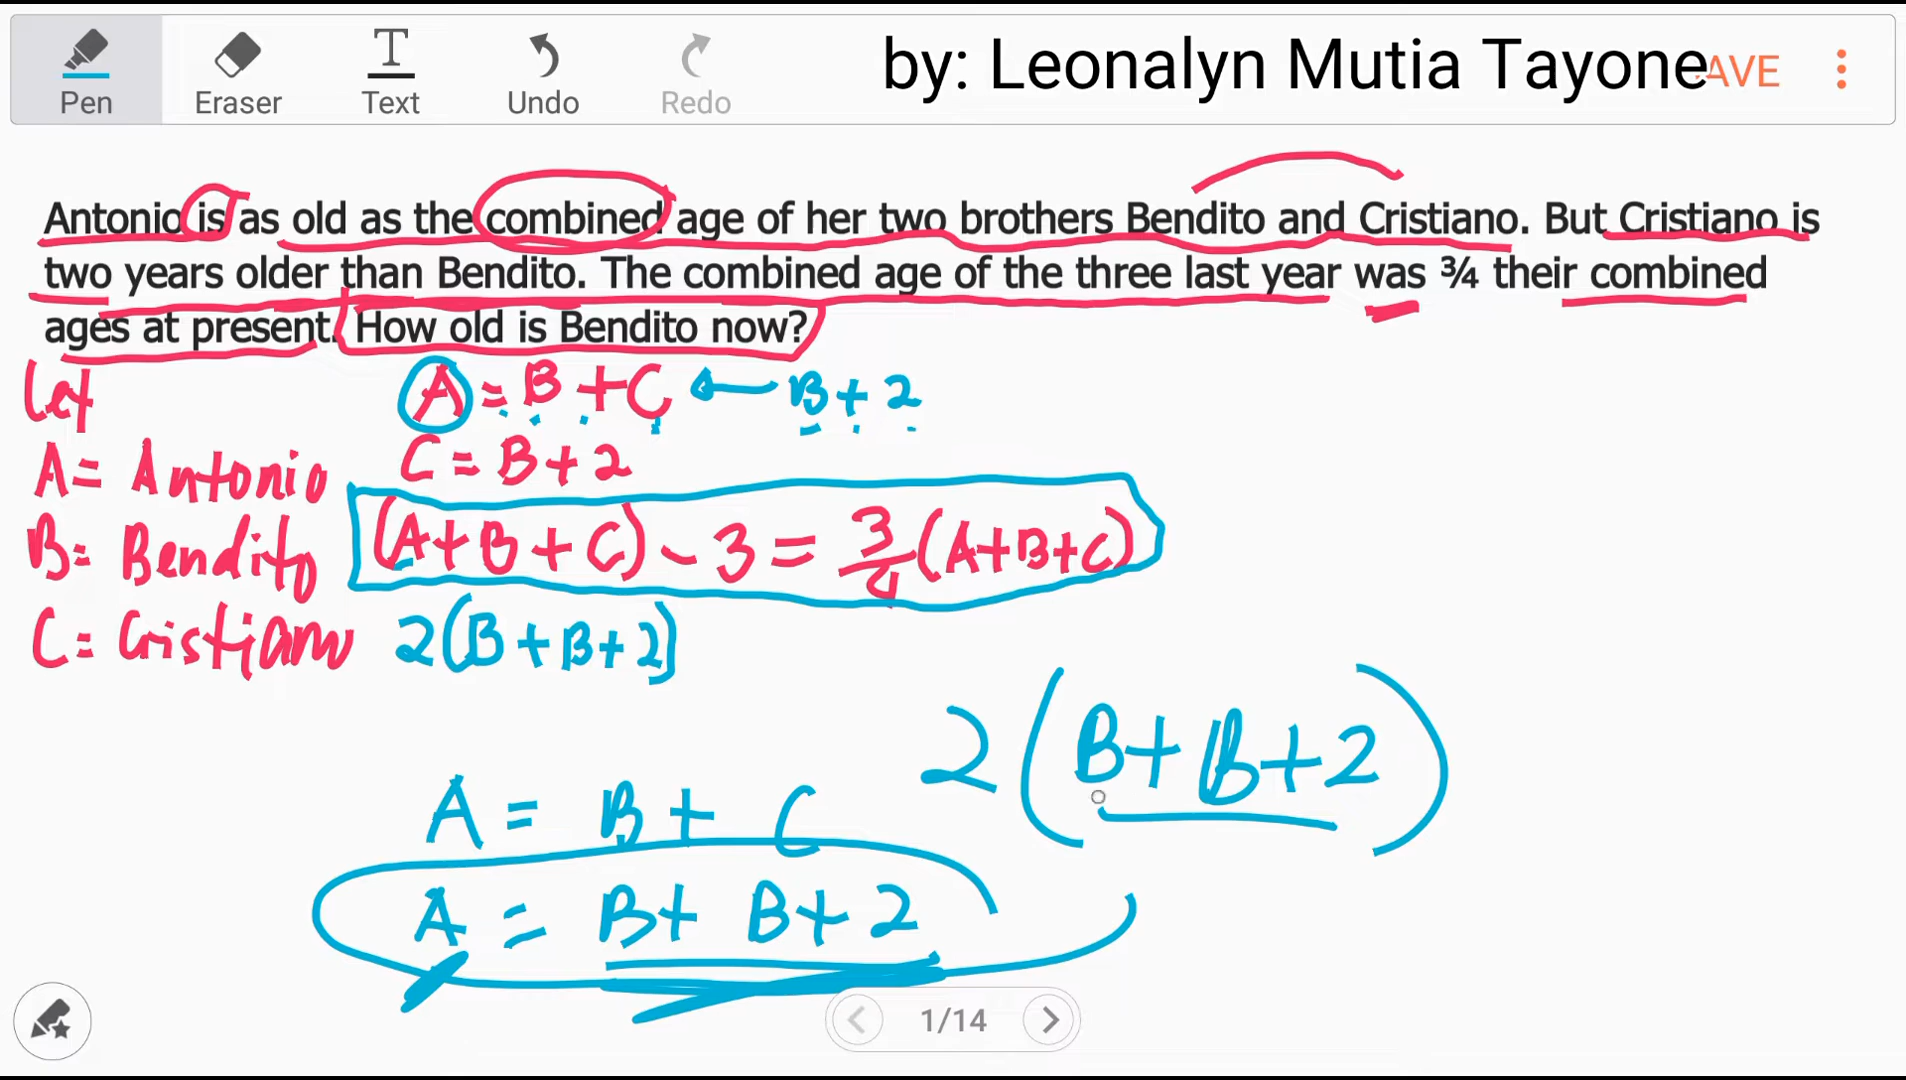 Pen
Eraser
Text
Undo
Redo
by: Leonalyn Mutia Tayone
AVE
Antonio is as old as the combined age of her two brothers Bendito and Cristiano. But Cristiano is
two years older than Bendito. The combined age of the three last year was ¾ their combined
ages at present. How old is Bendito now?
Let
A = B + C ← B + 2
C = B + 2
A = Antonio
(A+B+C) - 3 = 3/4 (A+B+C)
B = Bendito
C = Cristiano
2(B+B+2)
2(B+B+2)
A = B + C
A = B + B + 2
1/14